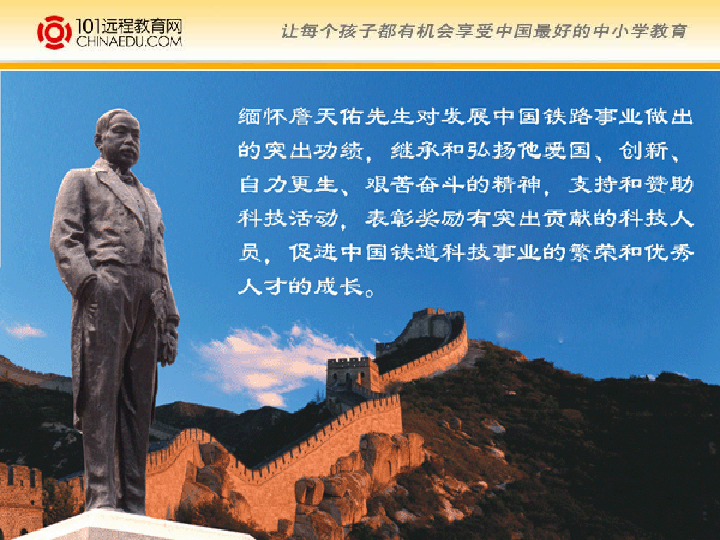 101远程教育网
CHINAEDU.COM
让每个孩子都有机会享受中国最好的中小学教育
缅怀詹天佑先生对发展中国铁路事业做出
的突出功绩，继承和弘扬他爱国、创新、
自力更生、艰苦奋斗的精神，支持和赞助
科技活动，表彰奖励有突出贡献的科技人
员，促进中国铁道科技事业的繁荣和优秀
人才的成长。